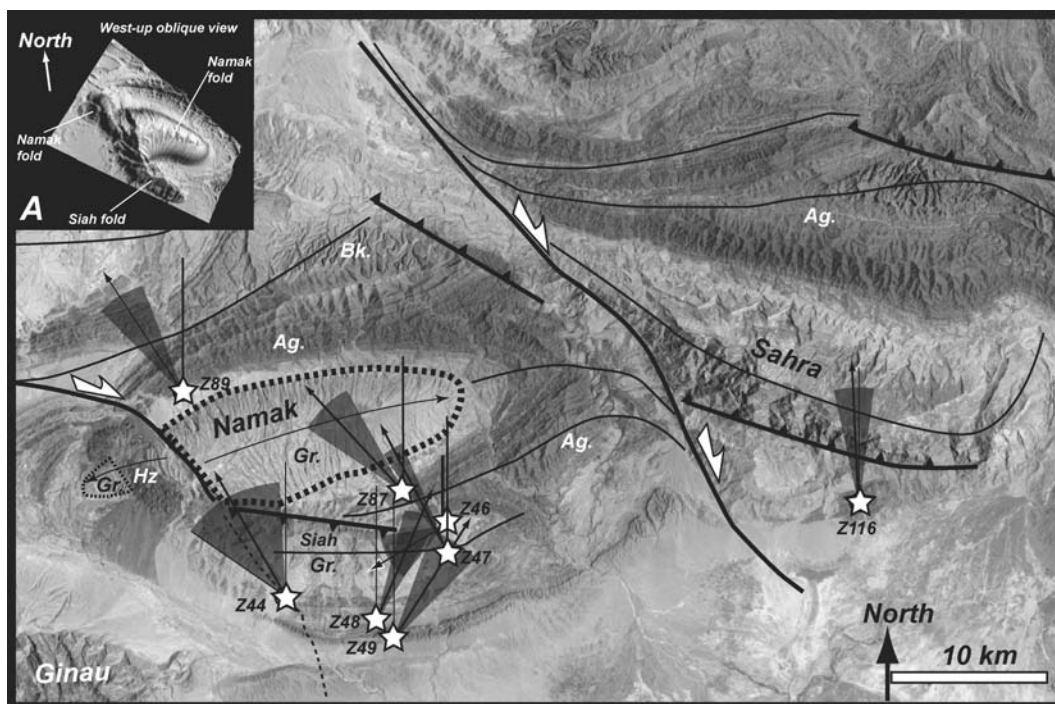 West-up oblique view
North
Namak
fold
Namak
fold
Siah fold
A
Bk.
Ag.
Ag.
Z89
Namak
Sahra
Gr.
Ag.
Hz
Gr
Z87
Z46
Siah
Gr.
Z47
Z116
Z44
Z48
Z49
North
10 km
Ginau